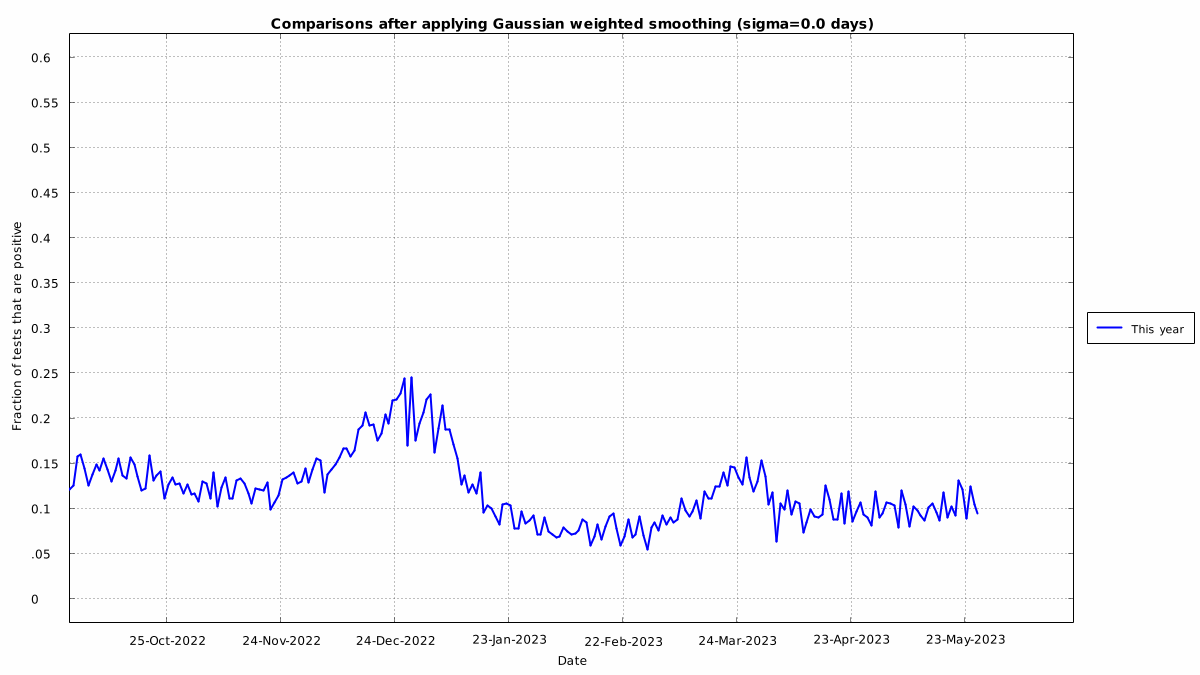 Comparisons after applying Gaussian weighted smoothing (sigma=0.0 days)
0.6
0.55
0.5
0.45
0.4
0.35
0.3
0.25
0.2
0.15
0.1
.05
0
Fraction of tests that are positive
25-Oct-2022
24-Nov-2022
24-Dec-2022
23-Jan-2023
22-Feb-2023
24-Mar-2023
23-Apr-2023
23-May-2023
Date
This year